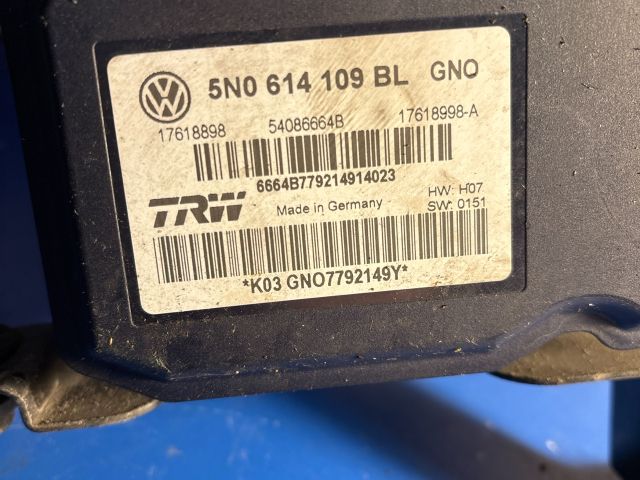 5N0 614 109 BL GNO
17618898 54086664B 17618998-A
6664B779214914023
TRW Made in Germany HW: H07
SW: 0151
*K03 GNO7792149Y*